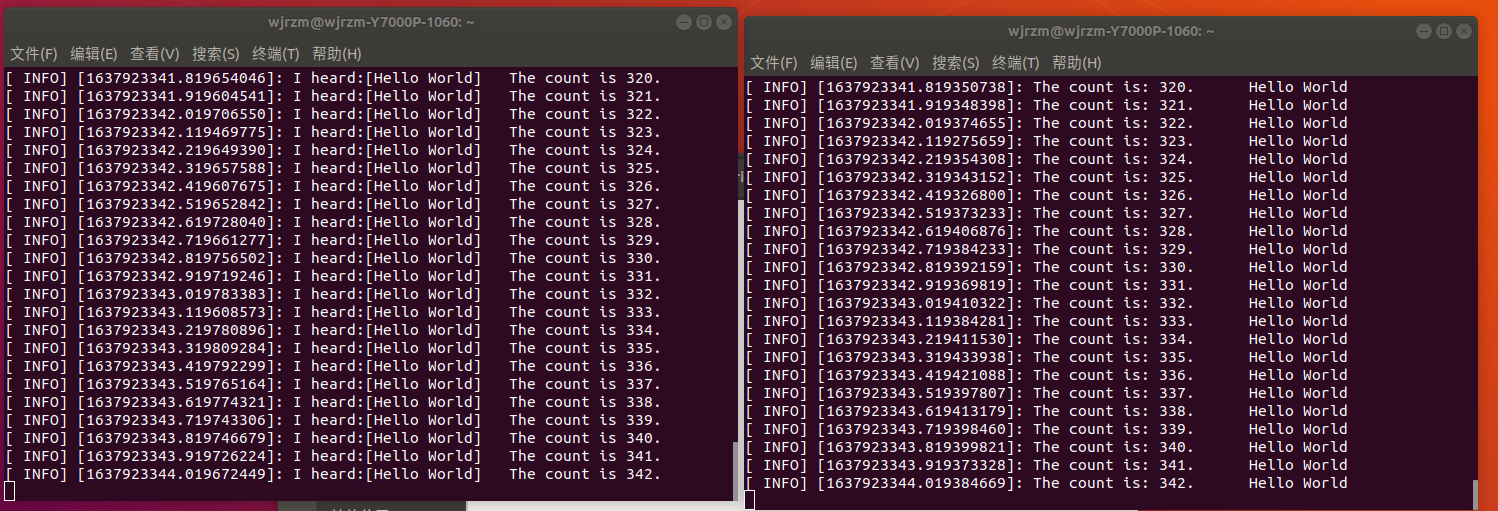 wjrzm@wjrzm-Y7000P-1060: ~
文件(F) 编辑(E) 查看(V) 搜索(S) 终端(T) 帮助(H)
[ INFO] [1637923341.819654046]: I heard:[Hello World]   The count is 320.
[ INFO] [1637923341.919604541]: I heard:[Hello World]   The count is 321.
[ INFO] [1637923342.019706550]: I heard:[Hello World]   The count is 322.
[ INFO] [1637923342.119469775]: I heard:[Hello World]   The count is 323.
[ INFO] [1637923342.219649390]: I heard:[Hello World]   The count is 324.
[ INFO] [1637923342.319657588]: I heard:[Hello World]   The count is 325.
[ INFO] [1637923342.419607675]: I heard:[Hello World]   The count is 326.
[ INFO] [1637923342.519652842]: I heard:[Hello World]   The count is 327.
[ INFO] [1637923342.619728040]: I heard:[Hello World]   The count is 328.
[ INFO] [1637923342.719661277]: I heard:[Hello World]   The count is 329.
[ INFO] [1637923342.819756502]: I heard:[Hello World]   The count is 330.
[ INFO] [1637923342.919719246]: I heard:[Hello World]   The count is 331.
[ INFO] [1637923343.019783383]: I heard:[Hello World]   The count is 332.
[ INFO] [1637923343.119608573]: I heard:[Hello World]   The count is 333.
[ INFO] [1637923343.219780896]: I heard:[Hello World]   The count is 334.
[ INFO] [1637923343.319809284]: I heard:[Hello World]   The count is 335.
[ INFO] [1637923343.419792299]: I heard:[Hello World]   The count is 336.
[ INFO] [1637923343.519765164]: I heard:[Hello World]   The count is 337.
[ INFO] [1637923343.619774321]: I heard:[Hello World]   The count is 338.
[ INFO] [1637923343.719743306]: I heard:[Hello World]   The count is 339.
[ INFO] [1637923343.819746679]: I heard:[Hello World]   The count is 340.
[ INFO] [1637923343.919726224]: I heard:[Hello World]   The count is 341.
[ INFO] [1637923344.019672449]: I heard:[Hello World]   The count is 342.
wjrzm@wjrzm-Y7000P-1060: ~
文件(F) 编辑(E) 查看(V) 搜索(S) 终端(T) 帮助(H)
[ INFO] [1637923341.819350738]: The count is: 320.      Hello World
[ INFO] [1637923341.919348398]: The count is: 321.      Hello World
[ INFO] [1637923342.019374655]: The count is: 322.      Hello World
[ INFO] [1637923342.119275659]: The count is: 323.      Hello World
[ INFO] [1637923342.219354308]: The count is: 324.      Hello World
[ INFO] [1637923342.319343152]: The count is: 325.      Hello World
[ INFO] [1637923342.419326800]: The count is: 326.      Hello World
[ INFO] [1637923342.519373233]: The count is: 327.      Hello World
[ INFO] [1637923342.619406876]: The count is: 328.      Hello World
[ INFO] [1637923342.719384233]: The count is: 329.      Hello World
[ INFO] [1637923342.819392159]: The count is: 330.      Hello World
[ INFO] [1637923342.919369819]: The count is: 331.      Hello World
[ INFO] [1637923343.019410322]: The count is: 332.      Hello World
[ INFO] [1637923343.119384281]: The count is: 333.      Hello World
[ INFO] [1637923343.219411530]: The count is: 334.      Hello World
[ INFO] [1637923343.319433938]: The count is: 335.      Hello World
[ INFO] [1637923343.419421088]: The count is: 336.      Hello World
[ INFO] [1637923343.519397807]: The count is: 337.      Hello World
[ INFO] [1637923343.619413179]: The count is: 338.      Hello World
[ INFO] [1637923343.719398460]: The count is: 339.      Hello World
[ INFO] [1637923343.819399821]: The count is: 340.      Hello World
[ INFO] [1637923343.919373328]: The count is: 341.      Hello World
[ INFO] [1637923344.019384669]: The count is: 342.      Hello World